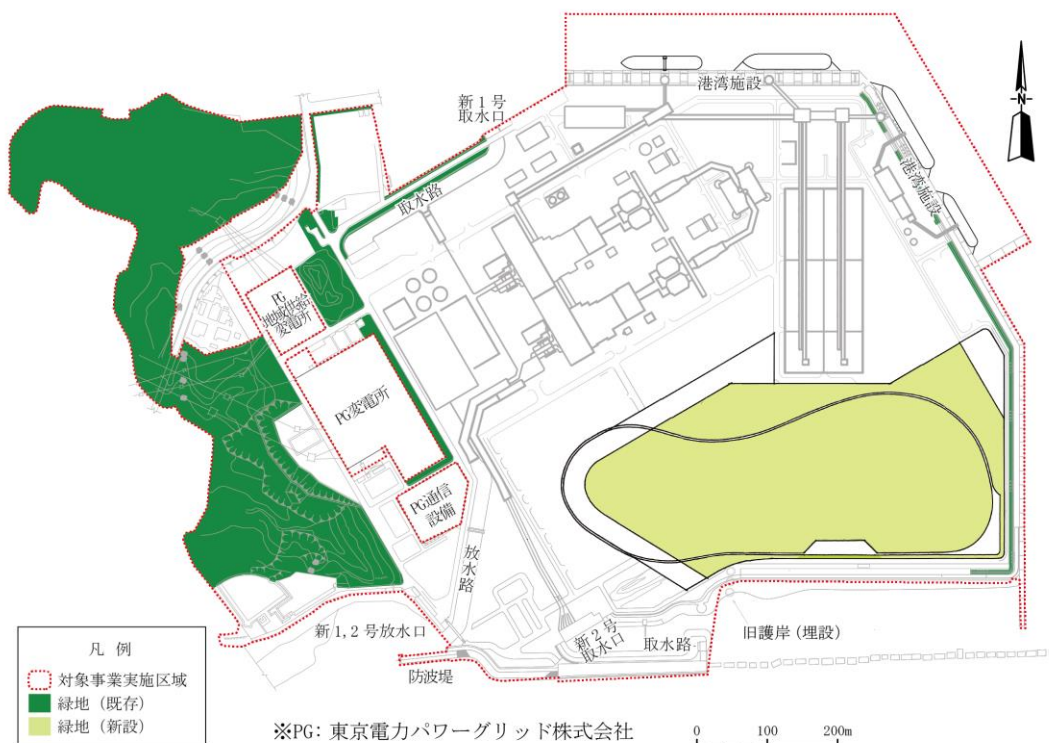 港湾施設
新1号
取水口
N
取水路
港湾施設
PG
地域供給
変電所
PG変電所
PG通信
設備
放水路
新1,2号放水口
新2号
取水口
取水路
旧護岸(埋設)
防波堤
凡 例
対象事業実施区域
緑地(既存)
緑地(新設)
※PG: 東京電力パワーグリッド株式会社
0 100 200m